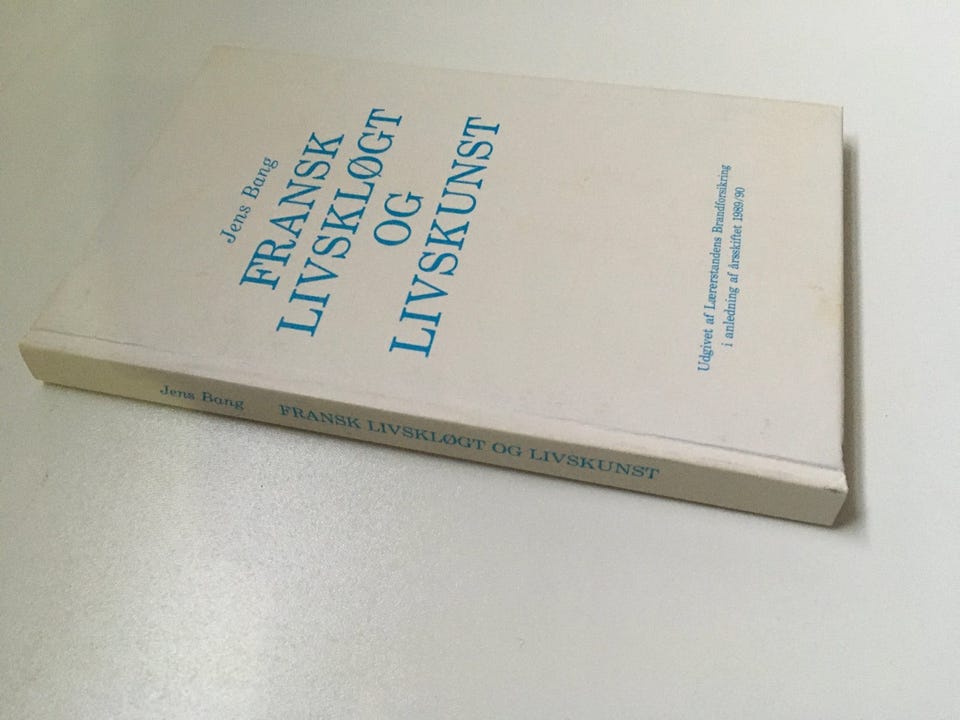 Jens Bang
FRANSK
LIVSKLØGT
OG
LIVSKUNST
Udgivet af Lærerstandens Brandforsikring
i anledning af årsskiftet 1989/90
Jens Bang FRANSK LIVSKLØGT OG LIVSKUNST